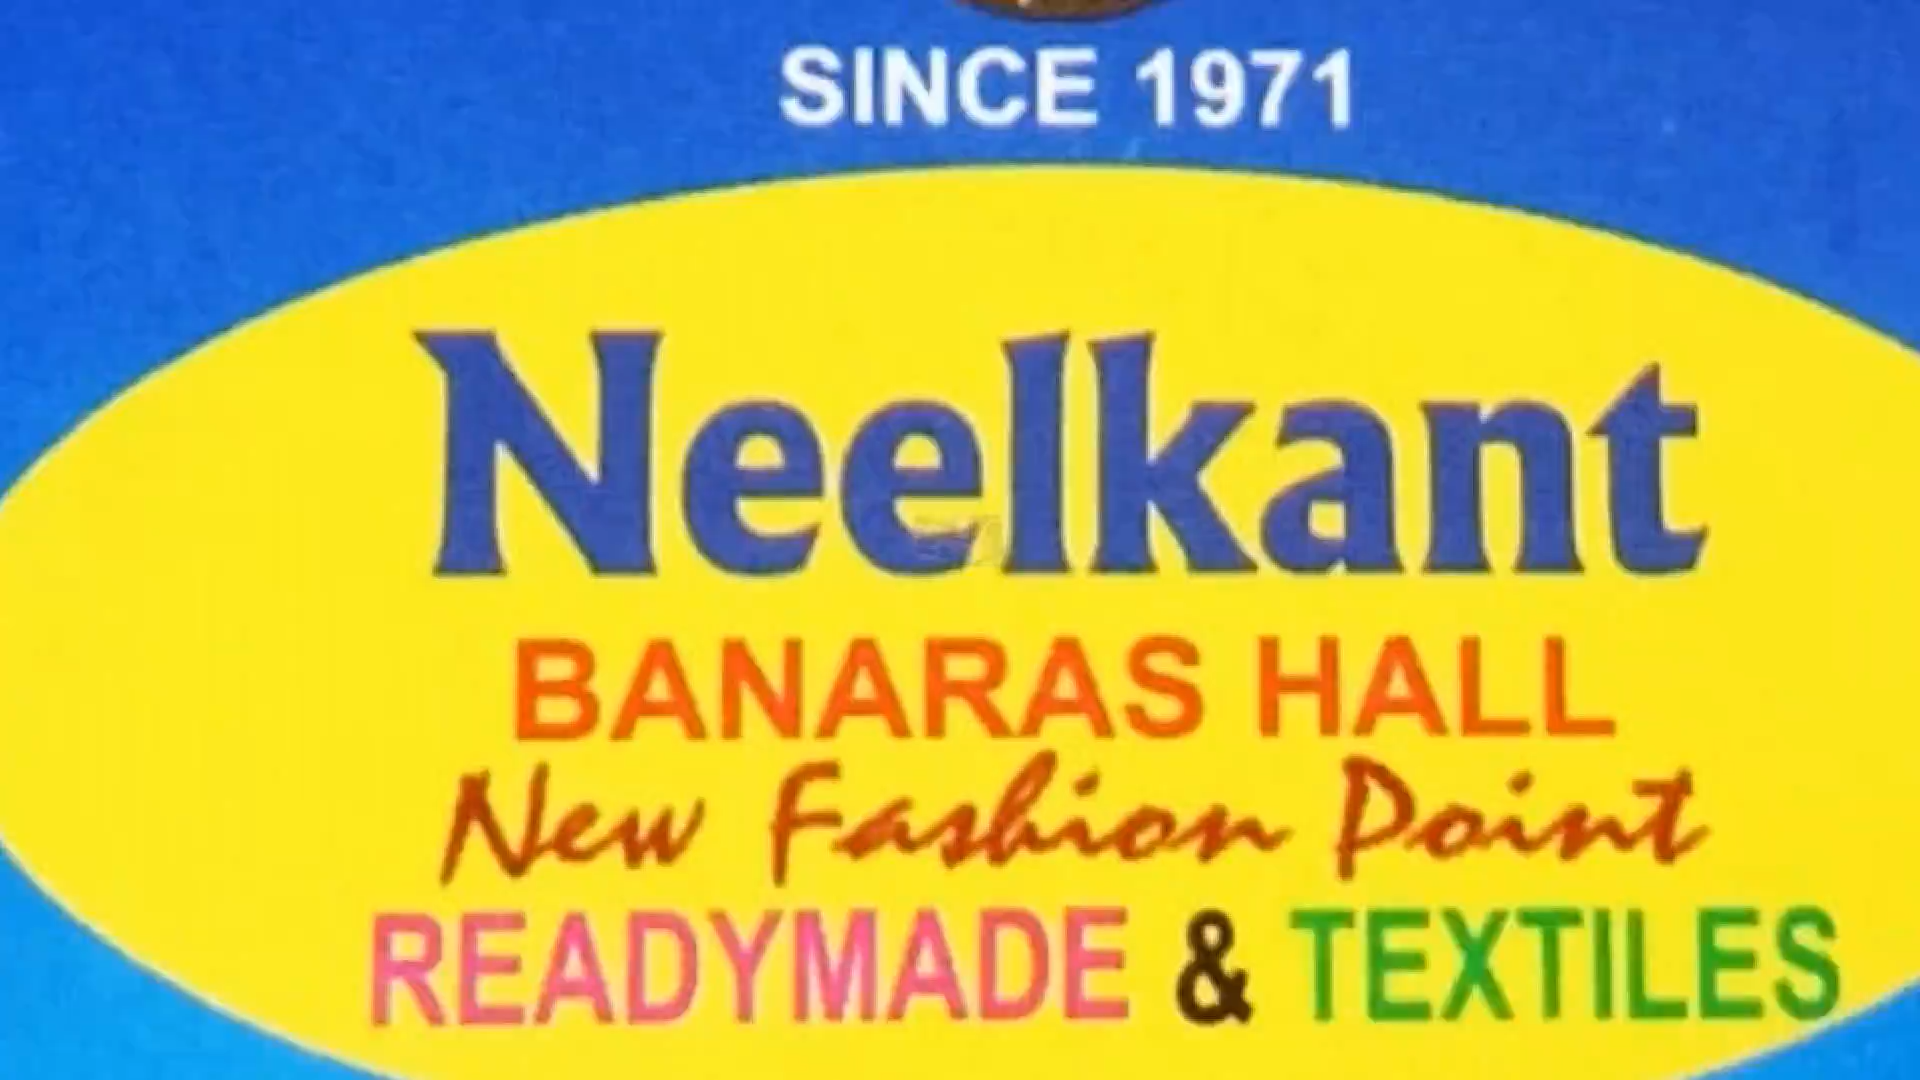 SINCE 1971
Neelkant
BANARAS HALL
New Fashion Point
READYMADE & TEXTILES